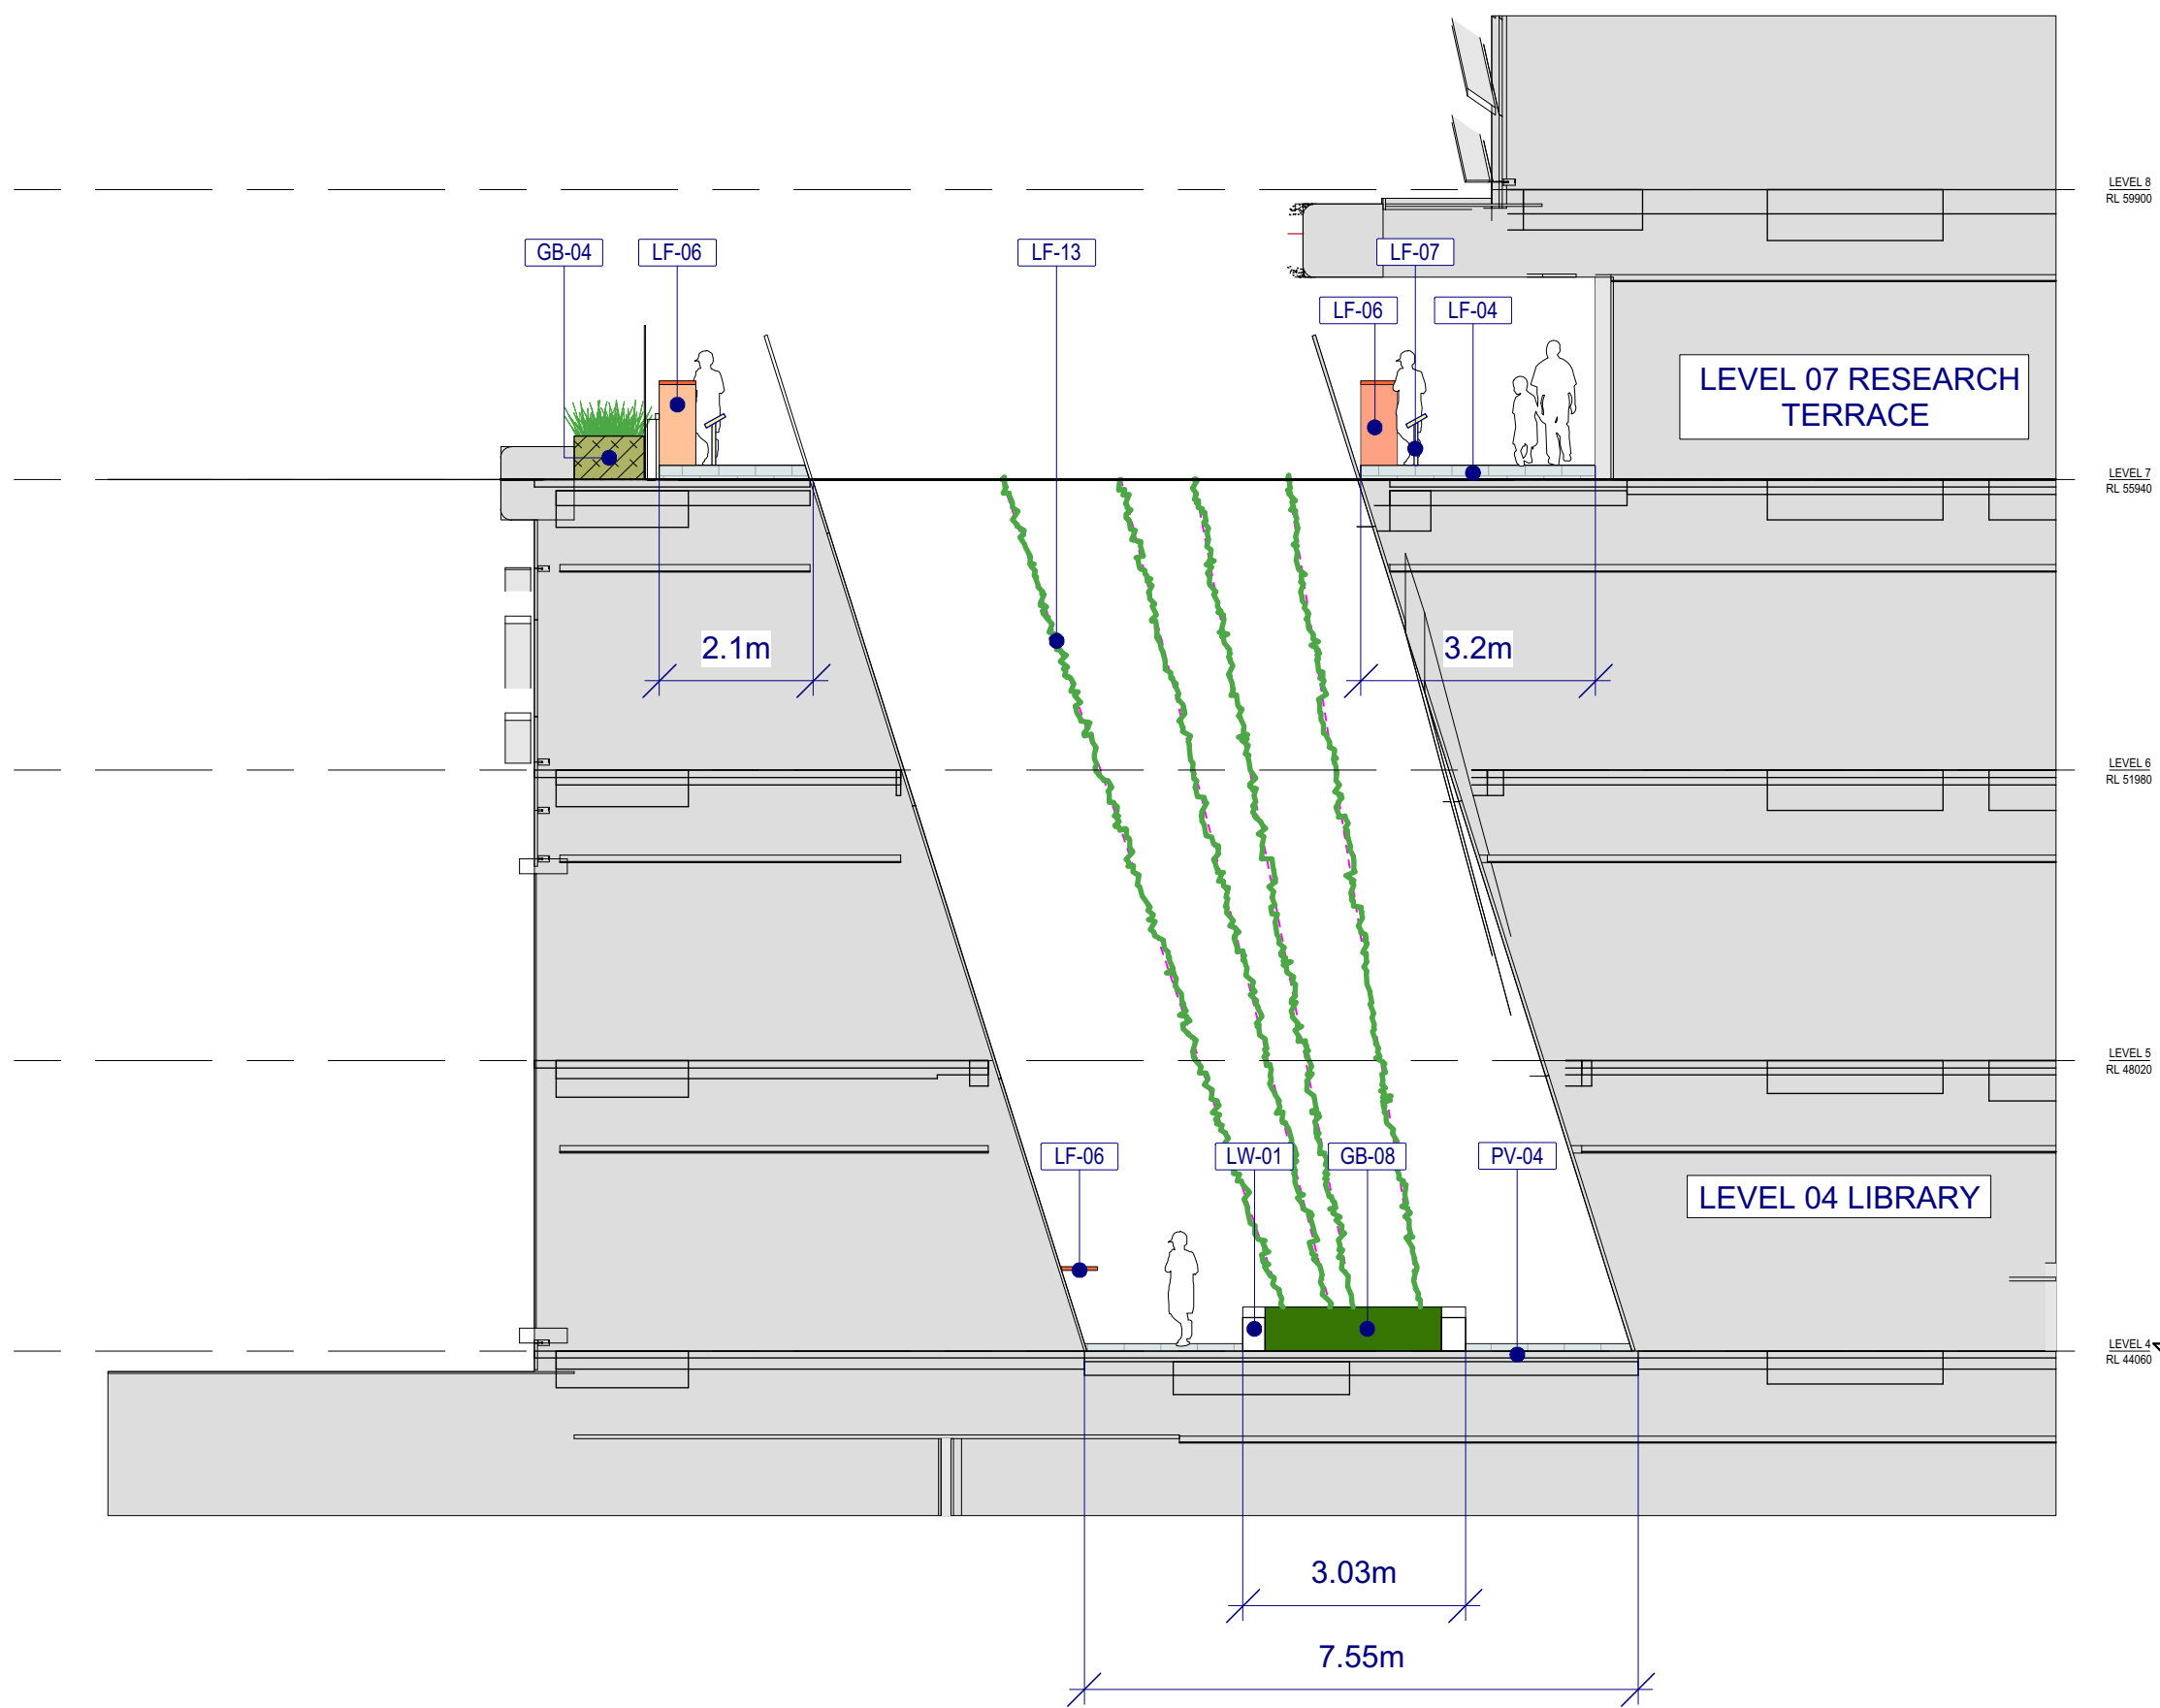 LEVEL 8
RL 59900
GB-04
LF-06
LF-13
LF-07
LF-06
LF-04
LEVEL 07 RESEARCH
TERRACE
LEVEL 7
RL 55940
2.1m
3.2m
LEVEL 6
RL 51980
LEVEL 5
RL 48020
LF-06
LW-01
GB-08
PV-04
LEVEL 04 LIBRARY
LEVEL 4
RL 44060
3.03m
7.55m